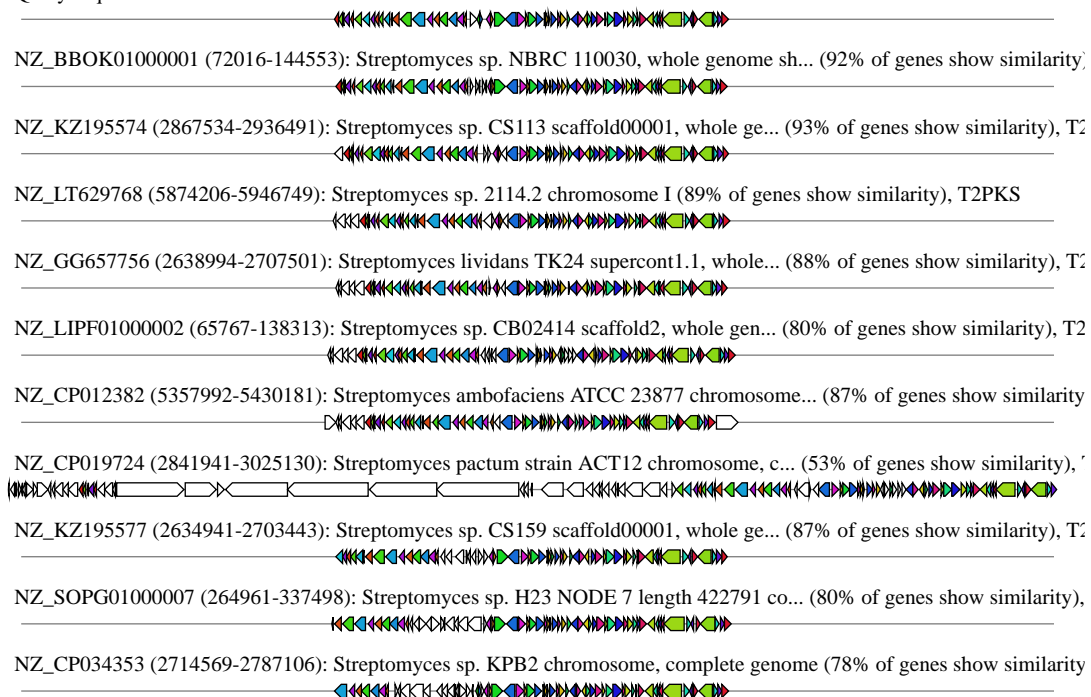 NZ_BBOK01000001 (72016-144553): Streptomyces sp. NBRC 110030, whole genome sh... (92% of genes show similarity)
NZ_KZ195574 (2867534-2936491): Streptomyces sp. CS113 scaffold00001, whole ge... (93% of genes show similarity), T2
NZ_LT629768 (5874206-5946749): Streptomyces sp. 2114.2 chromosome I (89% of genes show similarity), T2PKS
NZ_GG657756 (2638994-2707501): Streptomyces lividans TK24 supercont1.1, whole... (88% of genes show similarity), T2
NZ_LIPF01000002 (65767-138313): Streptomyces sp. CB02414 scaffold2, whole gen... (80% of genes show similarity), T2
NZ_CP012382 (5357992-5430181): Streptomyces ambofaciens ATCC 23877 chromosome... (87% of genes show similarity
NZ_CP019724 (2841941-3025130): Streptomyces pactum strain ACT12 chromosome, c... (53% of genes show similarity),
NZ_KZ195577 (2634941-2703443): Streptomyces sp. CS159 scaffold00001, whole ge... (87% of genes show similarity), T2
NZ_SOPG01000007 (264961-337498): Streptomyces sp. H23 NODE 7 length 422791 co... (80% of genes show similarity),
NZ_CP034353 (2714569-2787106): Streptomyces sp. KPB2 chromosome, complete genome (78% of genes show similarity